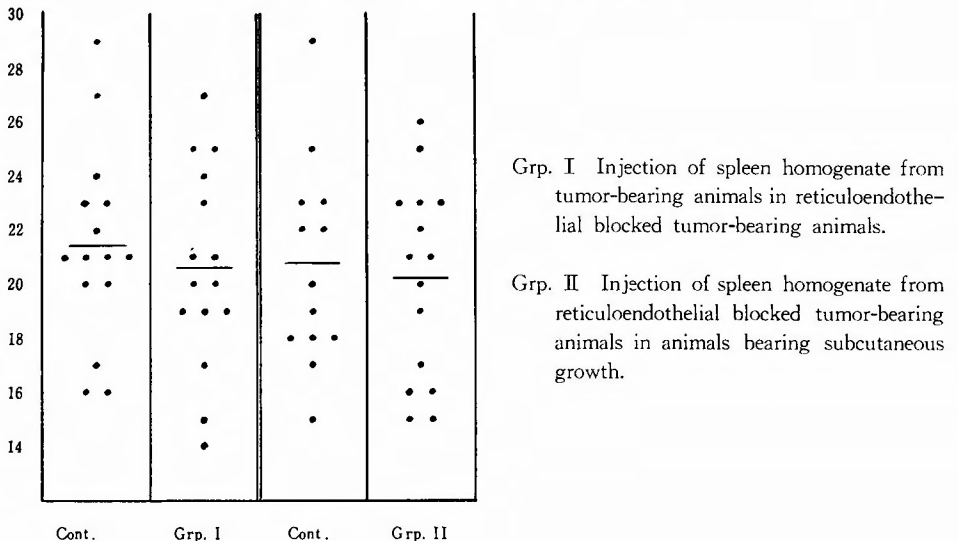 30
28
26
24
22
20
18
16
14
Cont.
Grp. I
Cont.
Grp. II
Grp. I Injection of spleen homogenate from
tumor-bearing animals in reticuloendothe-
lial blocked tumor-bearing animals.
Grp. II Injection of spleen homogenate from
reticuloendothelial blocked tumor-bearing
animals in animals bearing subcutaneous
growth.